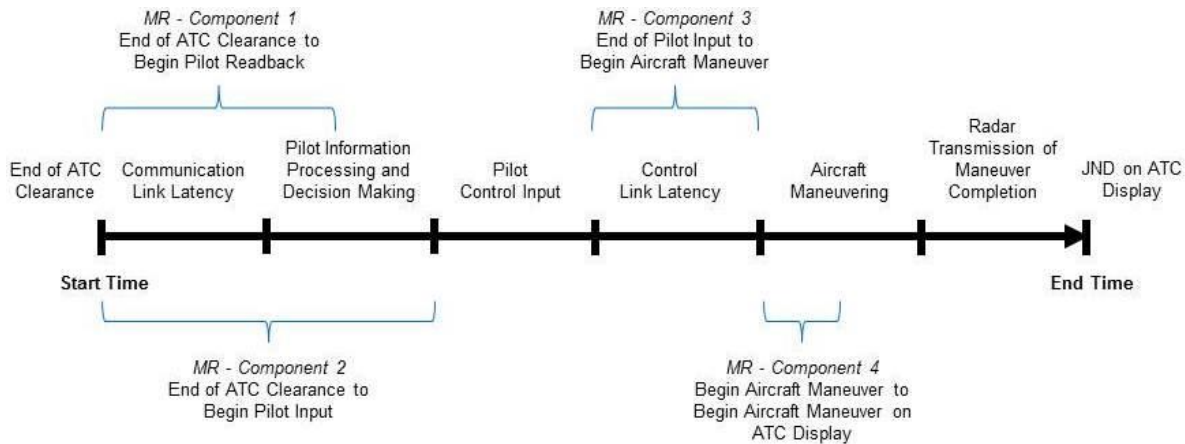 MR - Component 1
End of ATC Clearance to
Begin Pilot Readback
MR - Component 3
End of Pilot Input to
Begin Aircraft Maneuver
End of ATC
Clearance
Communication
Link Latency
Pilot Information
Processing and
Decision Making
Pilot
Control Input
Control
Link Latency
Aircraft
Maneuvering
Radar
Transmission of
Maneuver
Completion
JND on ATC
Display
Start Time
End Time
MR - Component 2
End of ATC Clearance to
Begin Pilot Input
MR - Component 4
Begin Aircraft Maneuver to
Begin Aircraft Maneuver on
ATC Display